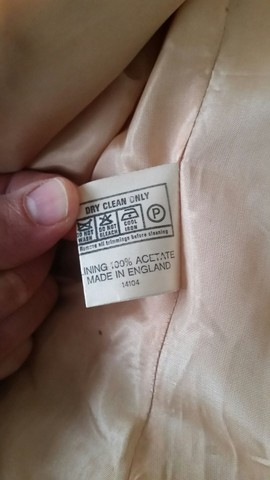 DRY CLEAN ONLY
DO NOT WASH
DO NOT BLEACH
COOL IRON
P
Remove all trimmings before cleaning
LINING 100% ACETATE
MADE IN ENGLAND
14104